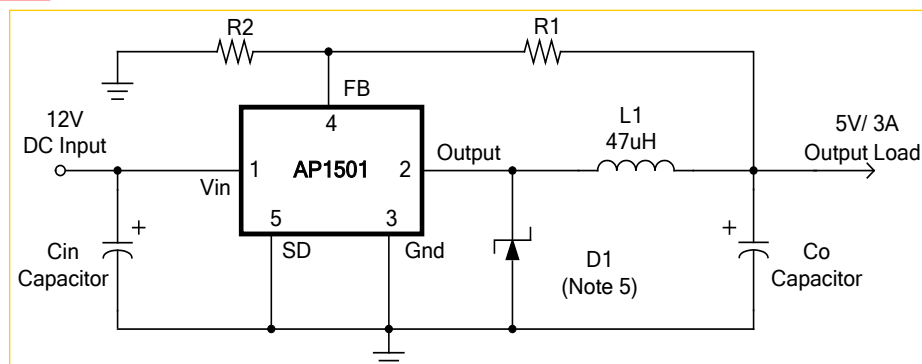 R2
R1
FB
12V
DC Input
4
L1
47uH
5V/ 3A
Output Load
Vin
1
AP1501
2
Output
5
3
SD
Gnd
Cin
Capacitor
+
D1
(Note 5)
+
Co
Capacitor